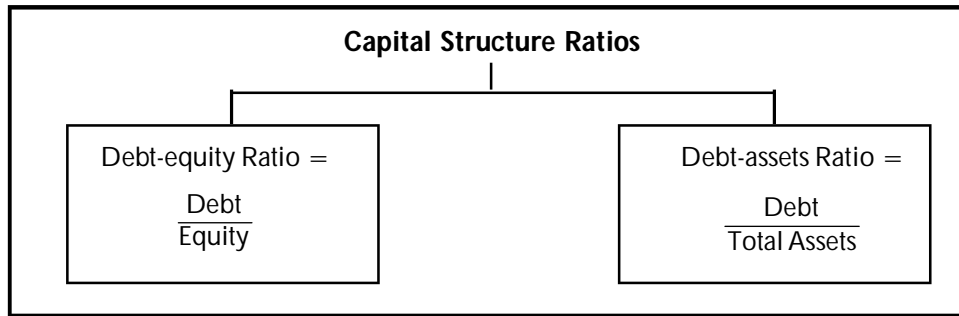 Capital Structure Ratios
Debt-equity Ratio =
Debt
Equity
Debt-assets Ratio =
Debt
Total Assets